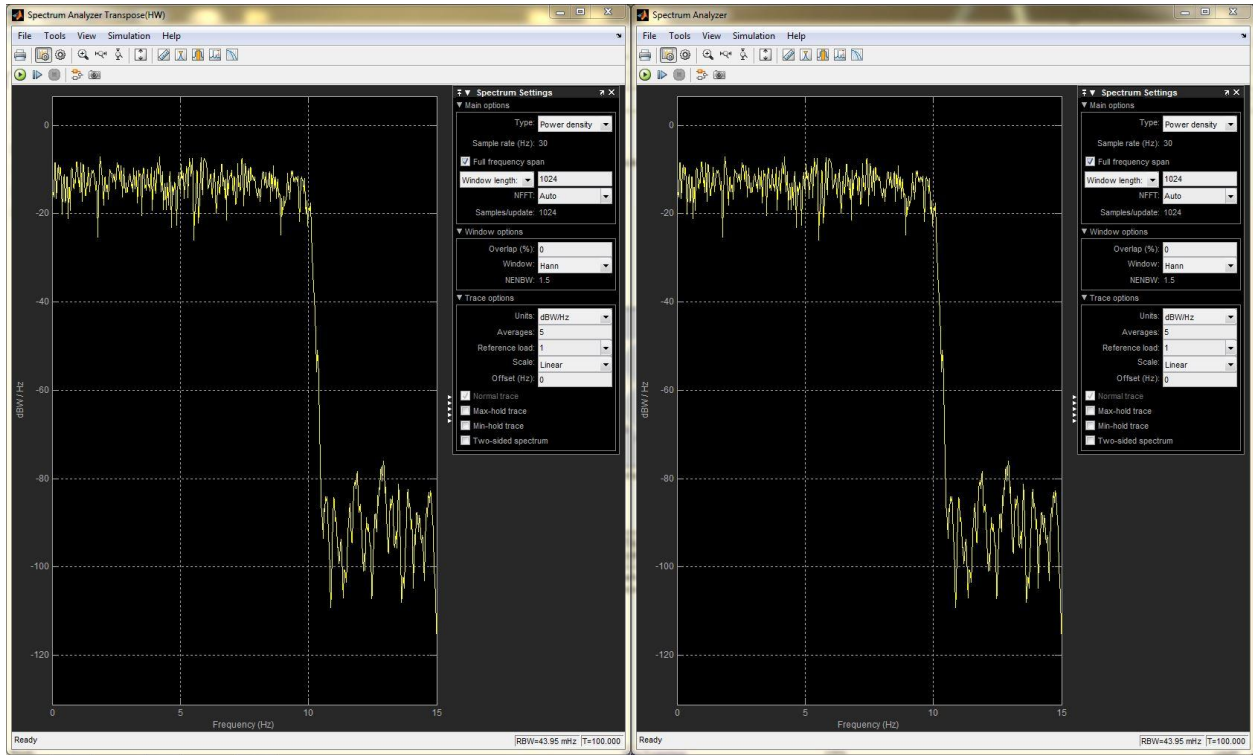 Spectrum Analyzer Transpose(HW)
File Tools View Simulation Help
Spectrum Settings
Main options
Type: Power density
Sample rate (Hz): 30
Full frequency span
Window length: 1024
NFFT: Auto
Samples/update: 1024
Window options
Overlap (%): 0
Window: Hann
NENBW: 1.5
Trace options
Units: dBW/Hz
Averages: 5
Reference load: 1
Scale: Linear
Offset (Hz): 0
Normal trace
Max-hold trace
Min-hold trace
Two-sided spectrum
0
-20
-40
-60
-80
-100
-120
dBW / Hz
0 5 10 15
Frequency (Hz)
Ready RBW=43.95 mHz T=100.000
Spectrum Analyzer
File Tools View Simulation Help
Spectrum Settings
Main options
Type: Power density
Sample rate (Hz): 30
Full frequency span
Window length: 1024
NFFT: Auto
Samples/update: 1024
Window options
Overlap (%): 0
Window: Hann
NENBW: 1.5
Trace options
Units: dBW/Hz
Averages: 5
Reference load: 1
Scale: Linear
Offset (Hz): 0
Normal trace
Max-hold trace
Min-hold trace
Two-sided spectrum
0
-20
-40
-60
-80
-100
-120
dBW / Hz
0 5 10 15
Frequency (Hz)
Ready RBW=43.95 mHz T=100.000